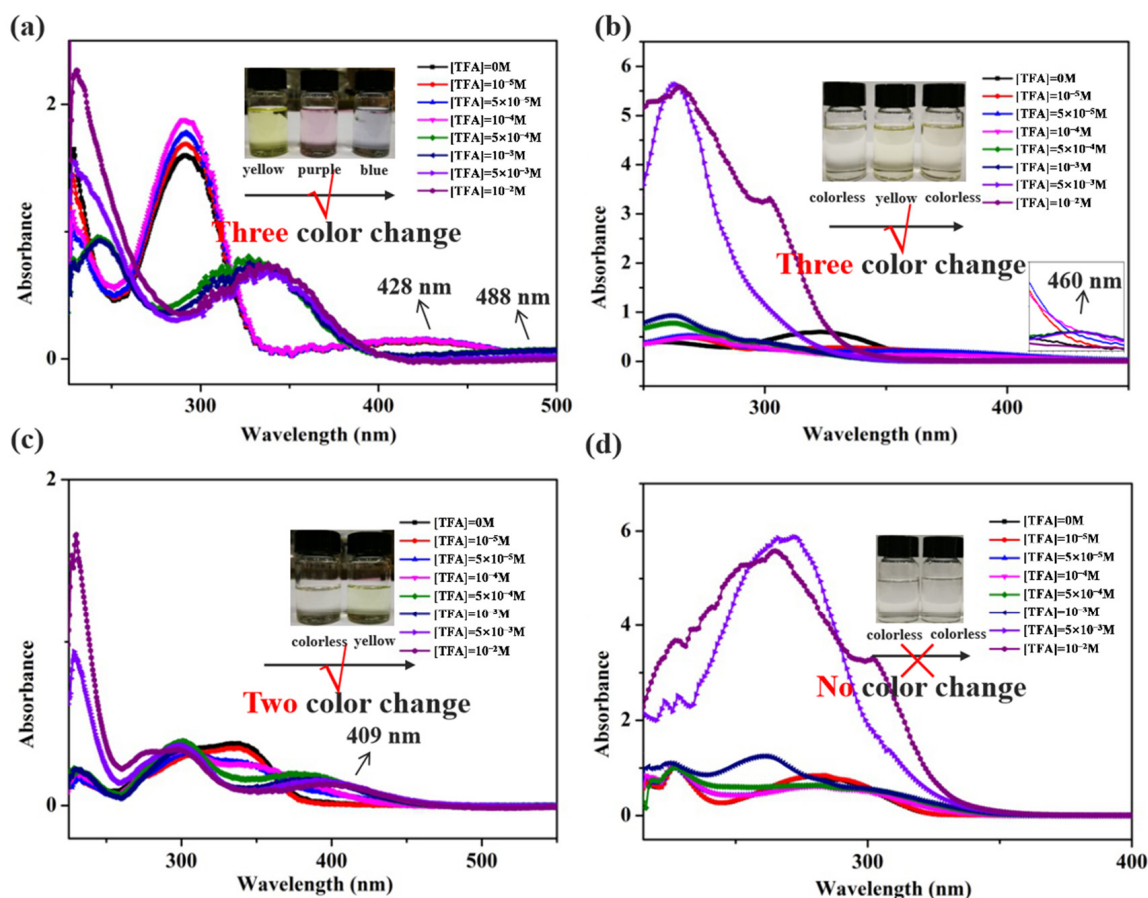 (a)
Absorbance
2
0
300
400
500
Wavelength (nm)
yellow purple blue
Three color change
428 nm
488 nm
[TFA]=0M
[TFA]=10⁻⁵M
[TFA]=5×10⁻⁵M
[TFA]=10⁻⁴M
[TFA]=5×10⁻⁴M
[TFA]=10⁻³M
[TFA]=5×10⁻³M
[TFA]=10⁻²M
(b)
Absorbance
6
5
4
3
2
1
0
300
400
Wavelength (nm)
colorless yellow colorless
Three color change
460 nm
[TFA]=0M
[TFA]=10⁻⁵M
[TFA]=5×10⁻⁵M
[TFA]=10⁻⁴M
[TFA]=5×10⁻⁴M
[TFA]=10⁻³M
[TFA]=5×10⁻³M
[TFA]=10⁻²M
(c)
Absorbance
2
0
300
400
500
Wavelength (nm)
colorless yellow
Two color change
409 nm
[TFA]=0M
[TFA]=10⁻⁵M
[TFA]=5×10⁻⁵M
[TFA]=10⁻⁴M
[TFA]=5×10⁻⁴M
[TFA]=10⁻³M
[TFA]=5×10⁻³M
[TFA]=10⁻²M
(d)
Absorbance
6
4
2
0
300
400
Wavelength (nm)
colorless colorless
No color change
[TFA]=0M
[TFA]=10⁻⁵M
[TFA]=5×10⁻⁵M
[TFA]=10⁻⁴M
[TFA]=5×10⁻⁴M
[TFA]=10⁻³M
[TFA]=5×10⁻³M
[TFA]=10⁻²M